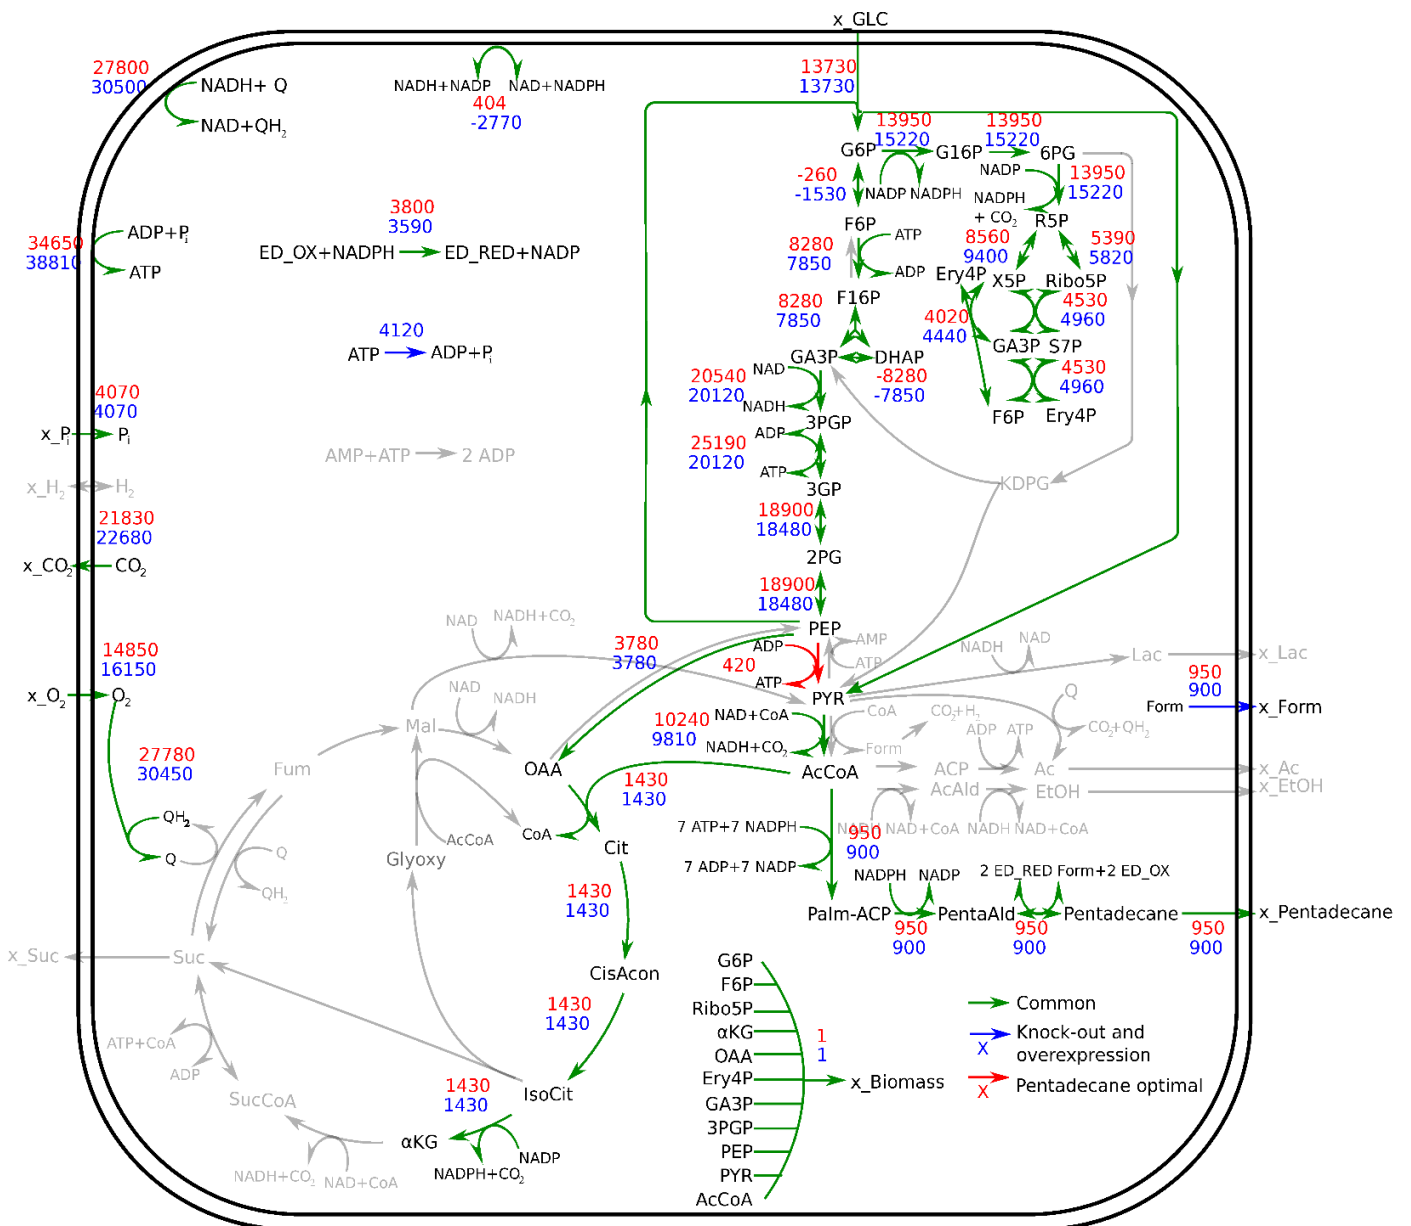 x_GLC
27800
30500
NADH+ Q
NAD+QH2
NADH+NADP NAD+NADPH
404
-2770
13730
13730
13950
15220
13950
15220
G6P
G16P
6PG
NADP NADPH
NADP
13950
15220
NADPH
+ CO2
R5P
-260
-1530
F6P
8280
7850
ATP
ADP
8560
9400
5390
5820
Ery4P
X5P
Ribo5P
4530
4960
4020
4440
GA3P
S7P
4530
4960
F6P
Ery4P
34650
38810
ADP+Pi
ATP
3800
3590
ED_OX+NADPH
ED_RED+NADP
F16P
8280
7850
4120
ATP
ADP+Pi
GA3P
DHAP
-8280
-7850
20540
20120
NAD
NADH
3PGP
4070
4070
x_Pi
Pi
AMP+ATP
2 ADP
25190
20120
ADP
ATP
3GP
KDPG
x_H2
H2
21830
22680
x_CO2
CO2
18900
18480
2PG
18900
18480
PEP
NAD
NADH+CO2
3780
3780
ADP
ATP
420
AMP
ATP
PYR
NADH
NAD
Lac
x_Lac
950
900
Form
x_Form
14850
16150
x_O2
O2
NAD
NADH
Mal
10240
9810
NAD+CoA
NADH+CO2
CoA
Form
CO2+H2
Q
CO2+QH2
ADP
ATP
27780
30450
Fum
OAA
AcCoA
ACP
Ac
x_Ac
AcAld
EtOH
x_EtOH
1430
1430
QH2
Q
Q
QH2
CoA
AcCoA
Glyoxy
Cit
7 ATP+7 NADPH
7 ADP+7 NADP
950
900
NADH NAD+CoA
NADH NAD+CoA
1430
1430
NADPH
NADP
2 ED_RED Form+2 ED_OX
Palm-ACP
PentaAld
Pentadecane
x_Pentadecane
950
900
950
900
950
900
x_Suc
Suc
CisAcon
1430
1430
ATP+CoA
ADP
SucCoA
IsoCit
1430
1430
αKG
NADP
NADPH+CO2
NADH+CO2
NAD+CoA
G6P
F6P
Ribo5P
αKG
OAA
Ery4P
GA3P
3PGP
PEP
PYR
AcCoA
1
1
x_Biomass
Common
X
Knock-out and
overexpression
X
Pentadecane optimal